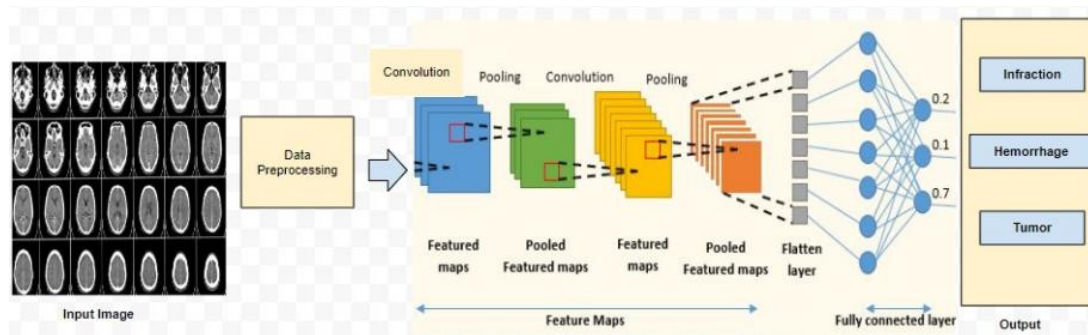 Input Image
Data
Preprocessing
Convolution
Pooling
Convolution
Pooling
Featured
maps
Pooled
Featured maps
Featured
maps
Pooled
Featured maps
Flatten
layer
Feature Maps
Fully connected layer
0.2
0.1
0.7
Infraction
Hemorrhage
Tumor
Output